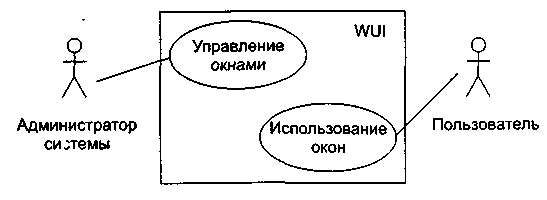 Управление
окнами
WUI
Администратор
системы
Использование
окон
Пользователь